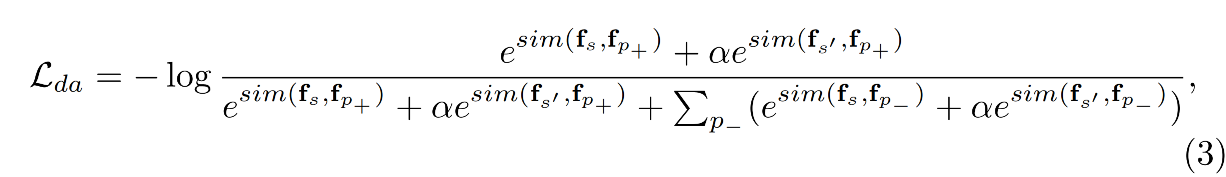 \mathcal{L}_{da} = -\log \frac{e^{sim(\mathbf{f}_s,\mathbf{f}_{p_+})} + \alpha e^{sim(\mathbf{f}_{s'},\mathbf{f}_{p_+})}}{e^{sim(\mathbf{f}_s,\mathbf{f}_{p_+})} + \alpha e^{sim(\mathbf{f}_{s'},\mathbf{f}_{p_+})} + \sum_{p_-}(e^{sim(\mathbf{f}_s,\mathbf{f}_{p_-})} + \alpha e^{sim(\mathbf{f}_{s'},\mathbf{f}_{p_-})})},
(3)